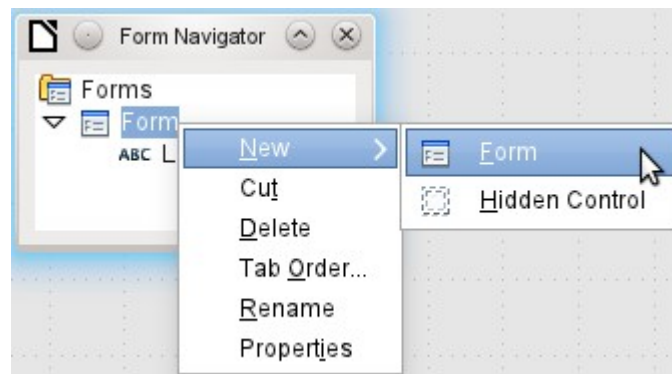 Form Navigator
Forms
Form
ABC L
New
Form
Cut
Hidden Control
Delete
Tab Order...
Rename
Properties